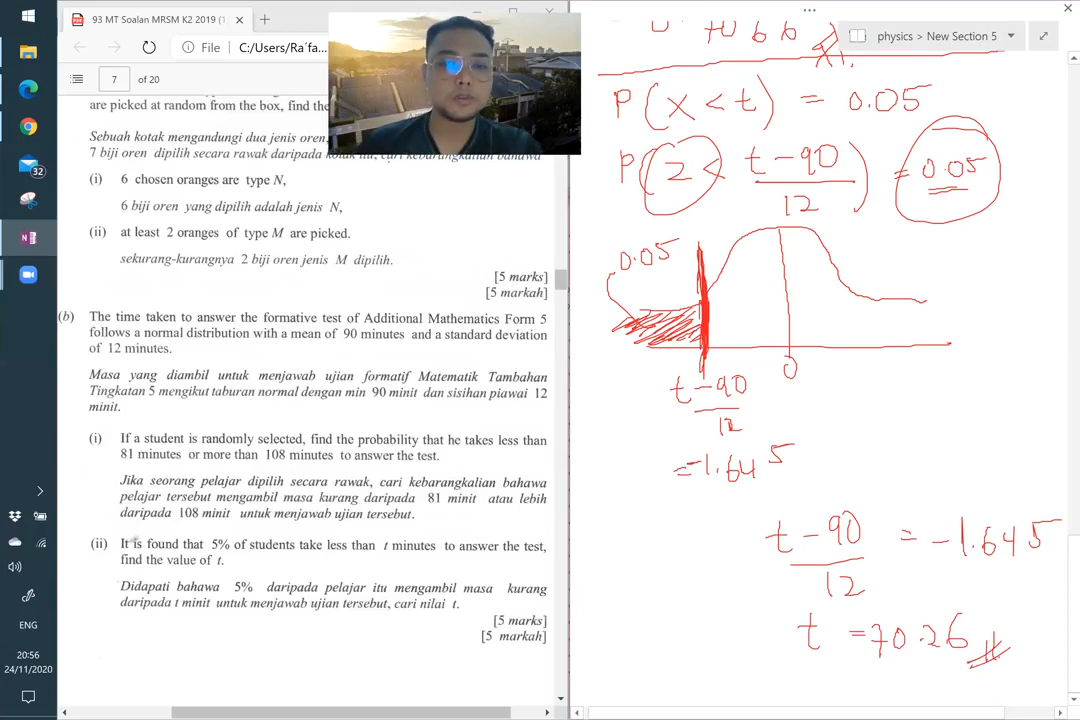 93 MT Soalan MRSM K2 2019 (1
File
C:/Users/Ra´fa...
7 of 20
physics > New Section 5
are picked at random from the box, find the
Sebuah kotak mengandungi dua jenis oren.
7 biji oren dipilih secara rawak daripada kotak itu, cari kebarangkalian bahawa
(i) 6 chosen oranges are type N,
6 biji oren yang dipilih adalah jenis N,
(ii) at least 2 oranges of type M are picked.
sekurang-kurangnya 2 biji oren jenis M dipilih.
[5 marks]
[5 markah]
(b) The time taken to answer the formative test of Additional Mathematics Form 5
follows a normal distribution with a mean of 90 minutes and a standard deviation
of 12 minutes.
Masa yang diambil untuk menjawab ujian formatif Matematik Tambahan
Tingkatan 5 mengikut taburan normal dengan min 90 minit dan sisihan piawai 12
minit.
(i) If a student is randomly selected, find the probability that he takes less than
81 minutes or more than 108 minutes to answer the test.
Jika seorang pelajar dipilih secara rawak, cari kebarangkalian bahawa
pelajar tersebut mengambil masa kurang daripada 81 minit atau lebih
daripada 108 minit untuk menjawab ujian tersebut.
(ii) It is found that 5% of students take less than t minutes to answer the test,
find the value of t.
Didapati bahawa 5% daripada pelajar itu mengambil masa kurang
daripada t minit untuk menjawab ujian tersebut, cari nilai t.
[5 marks]
[5 markah]
32
ENG
20:56
24/11/2020
P(x < t) = 0.05
P(Z < t-90
12
) = 0.05
0.05
0
t-90
12
= -1.645
t-90 = -1.645
12
t = 70.26